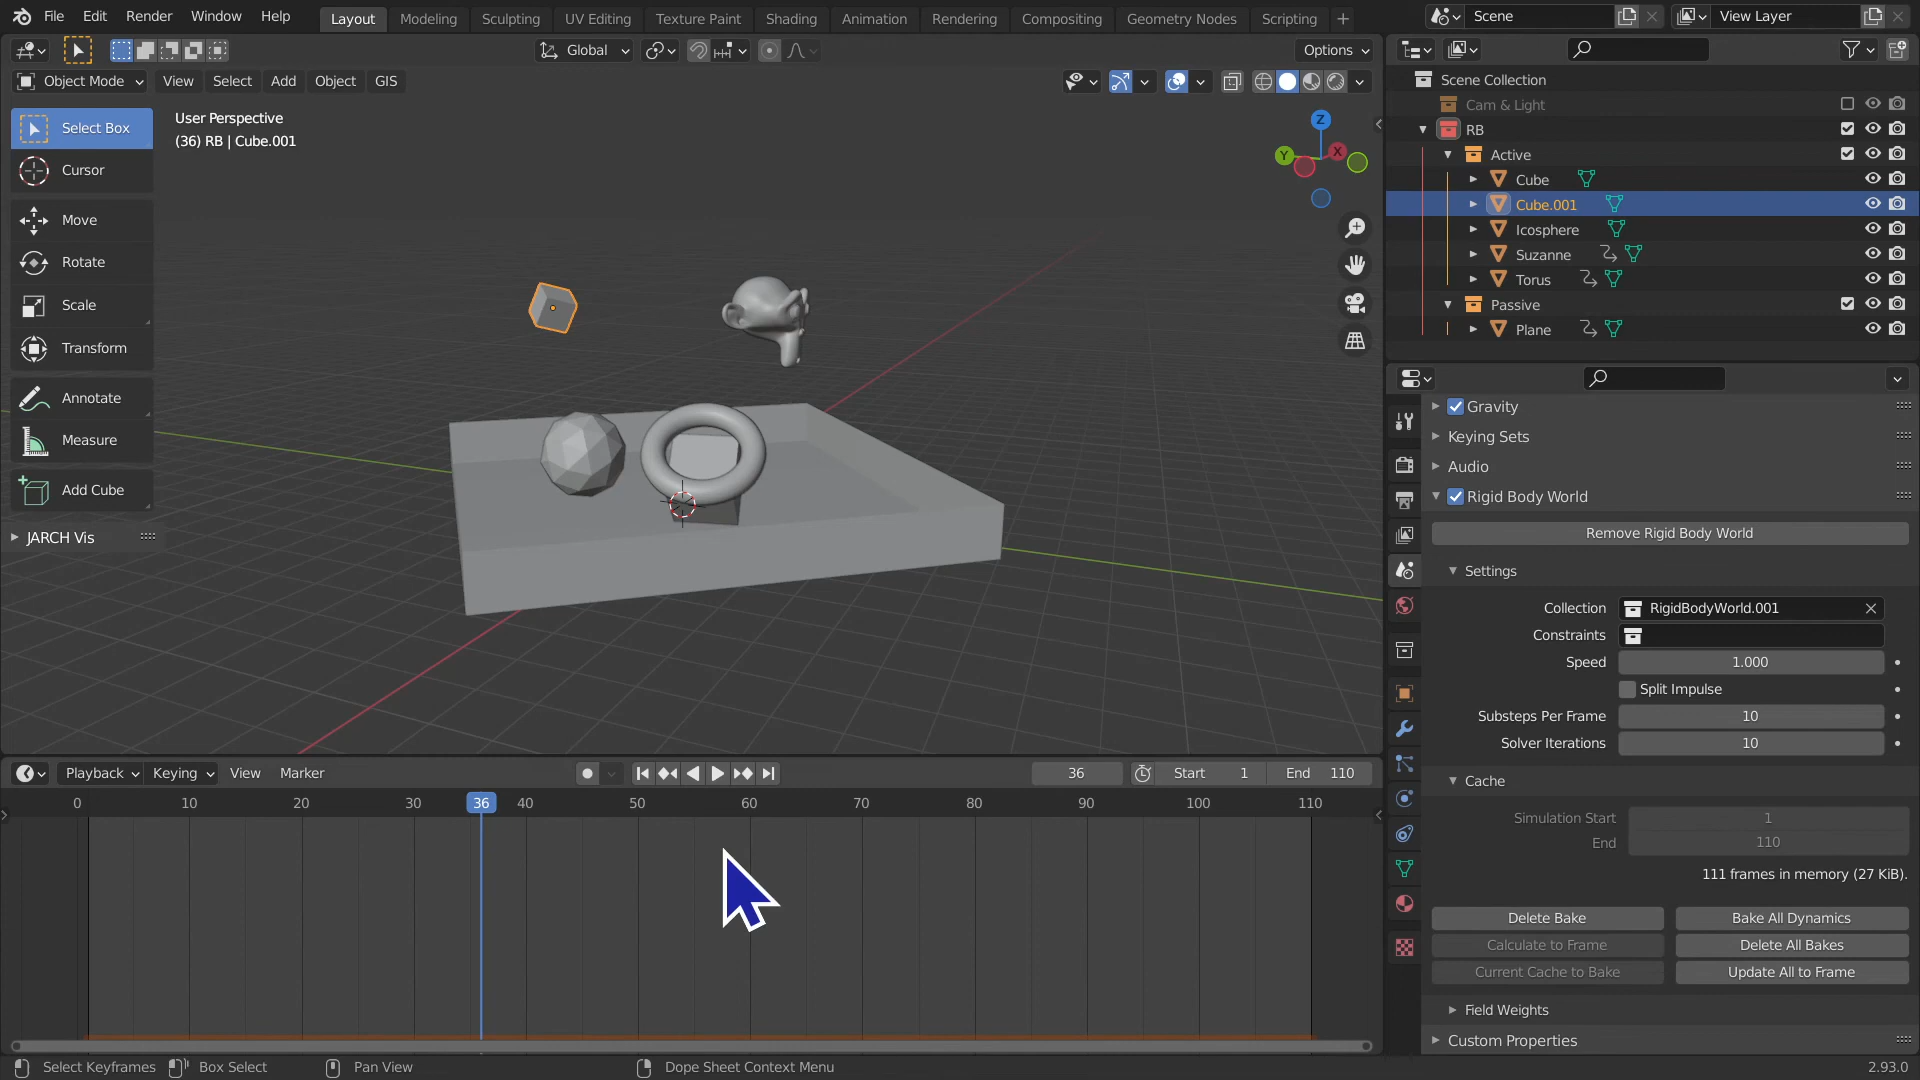 File Edit Render Window Help Layout Modeling Sculpting UV Editing Texture Paint Shading Animation Rendering Compositing Geometry Nodes Scripting + Scene View Layer
Global Options
Object Mode View Select Add Object GIS
Select Box
Cursor
Move
Rotate
Scale
Transform
Annotate
Measure
Add Cube
JARCH Vis
User Perspective
(36) RB | Cube.001
Z
Y
X
Scene Collection
Cam & Light
RB
Active
Cube
Cube.001
Icosphere
Suzanne
Torus
Passive
Plane
Gravity
Keying Sets
Audio
Rigid Body World
Remove Rigid Body World
Settings
Collection RigidBodyWorld.001
Constraints
Speed 1.000
Split Impulse
Substeps Per Frame 10
Solver Iterations 10
Cache
Simulation Start 1
End 110
111 frames in memory (27 KiB).
Delete Bake Bake All Dynamics
Calculate to Frame Delete All Bakes
Current Cache to Bake Update All to Frame
Field Weights
Custom Properties
Playback Keying View Marker 36 Start 1 End 110
0 10 20 30 36 40 50 60 70 80 90 100 110
Select Keyframes Box Select Pan View Dope Sheet Context Menu 2.93.0